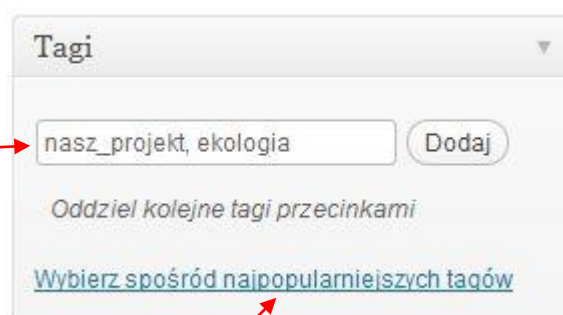 Tagi
nasz_projekt, ekologia Dodaj
Oddziel kolejne tagi przecinkami
Wybierz spośród najpopularniejszych tagów